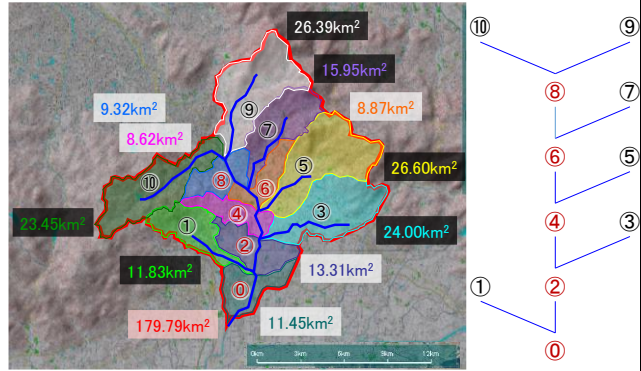 26.39km²
15.95km²
9.32km²
8.87km²
8.62km²
⑨
⑦
⑤
26.60km²
⑧
⑥
⑩
④
③
①
②
23.45km²
24.00km²
11.83km²
13.31km²
⓪
179.79km²
11.45km²
0km 3km 6km 9km 12km
⑩ ⑨
⑧ ⑦
⑥ ⑤
④ ③
① ②
⓪